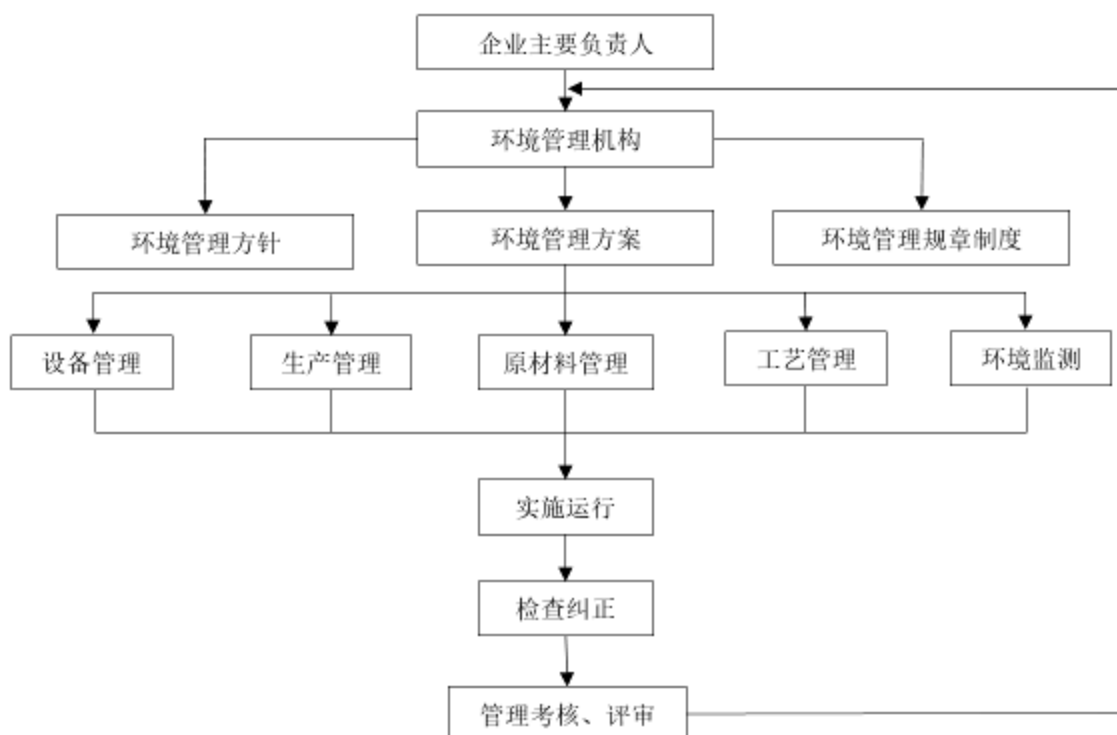 企业主要负责人
环境管理机构
环境管理方针
环境管理方案
环境管理规章制度
设备管理
生产管理
原材料管理
工艺管理
环境监测
实施运行
检查纠正
管理考核、评审